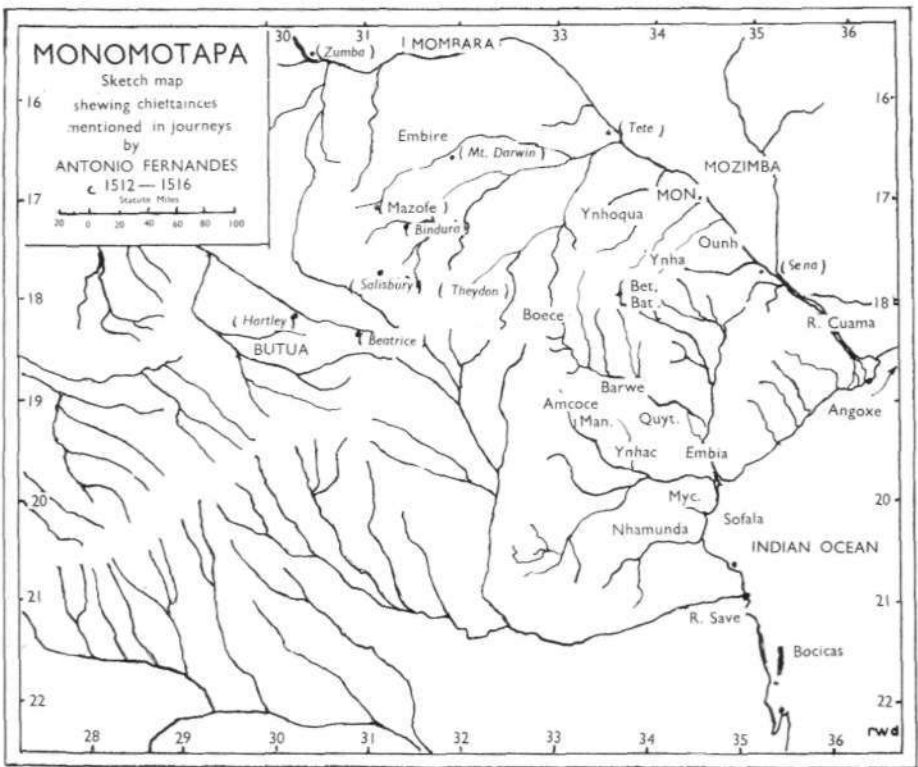 MONOMOTAPA
Sketch map
shewing chieftainces
mentioned in journeys
by
ANTONIO FERNANDES
c 1512 — 1516
Statute Miles
20 0 20 40 60 80 100
30 31 32 33 34 35 36
(Zumba)
MOMBARA
16
16
Embire
(Tete)
(Mt. Darwin)
MOZIMBA
17
(Mazofe)
MON
17
Ynhoqua
(Bindura)
Ounh
Ynha
(Sena)
(Salisbury)
(Theydon)
Bet,
Bat,
18
18
(Hartley)
Boece
R. Cuama
Beatrice)
BUTUA
19
Barwe
19
Amcoce
Quyt.
Angoxe
Man.
Ynhac
Embia
20
Myc.
20
Sofala
Nhamunda
INDIAN OCEAN
21
21
R. Save
Bocicas
22
22
28 29 30 31 32 33 34 35 36
rwd